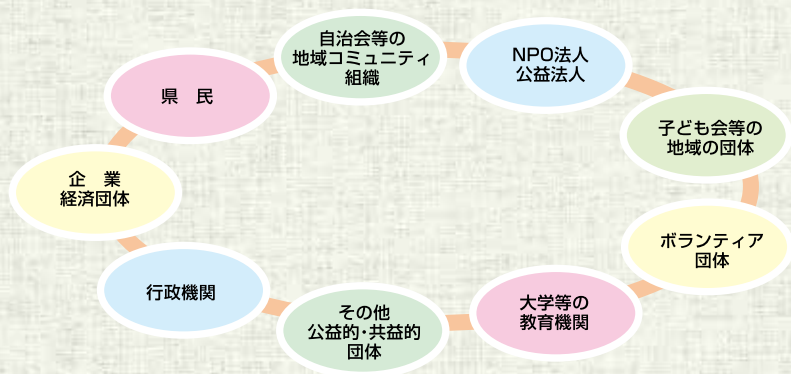 自治会等の
地域コミュニティ
組織
NPO法人
公益法人
県　民
子ども会等の
地域の団体
企　業
経済団体
ボランティア
団体
行政機関
大学等の
教育機関
その他
公益的・共益的
団体